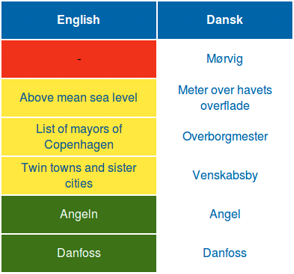 English Dansk
- Mørvig
Above mean sea level Meter over havets
overflade
List of mayors of
Copenhagen Overborgmester
Twin towns and sister
cities Venskabsby
Angeln Angel
Danfoss Danfoss